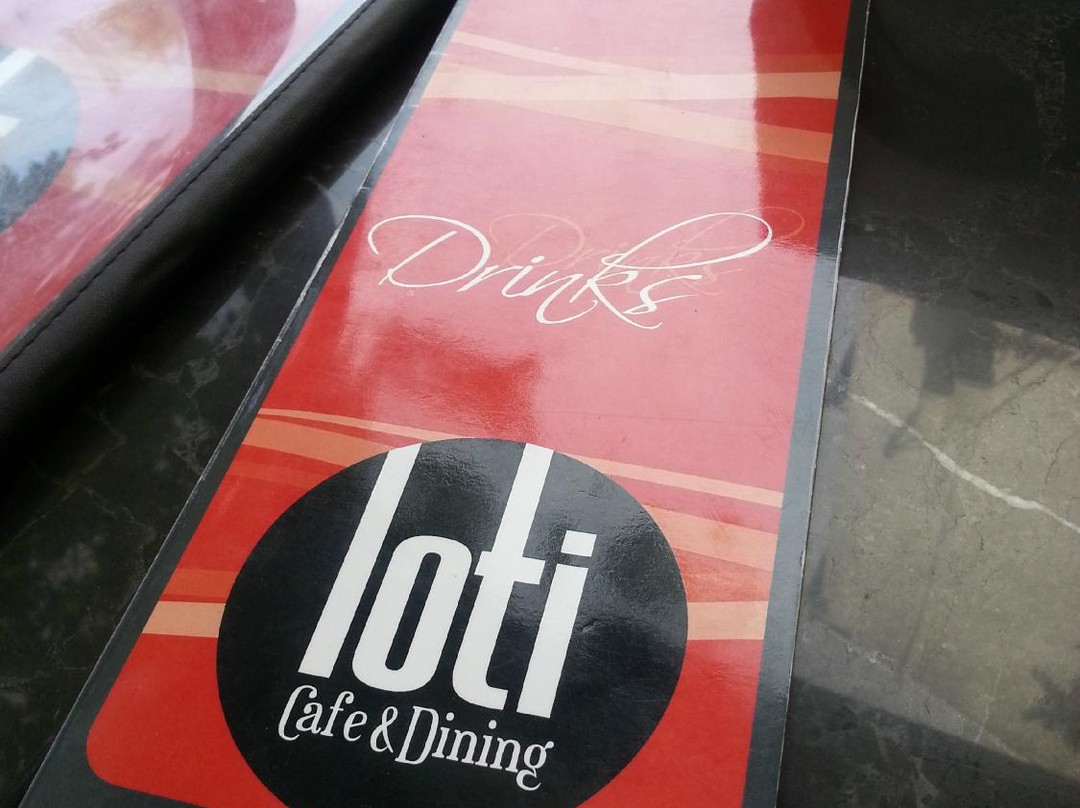 Drinks
loti
Cafe & Dining